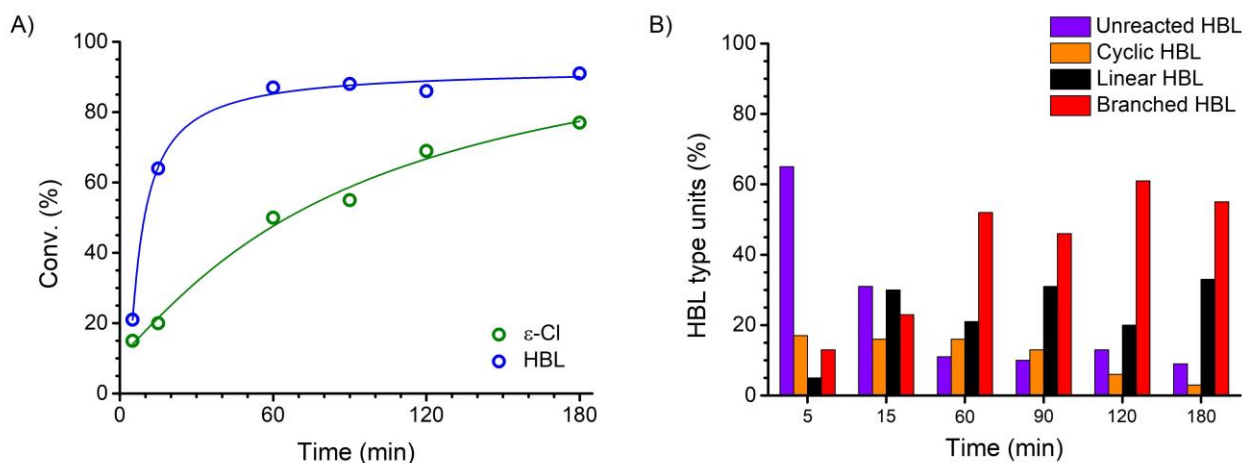 A)
100
80
60
40
20
0
Conv. (%)
0 60 120 180
Time (min)
ε-Cl
HBL
B)
100
80
60
40
20
0
HBL type units (%)
5 15 60 90 120 180
Time (min)
Unreacted HBL
Cyclic HBL
Linear HBL
Branched HBL